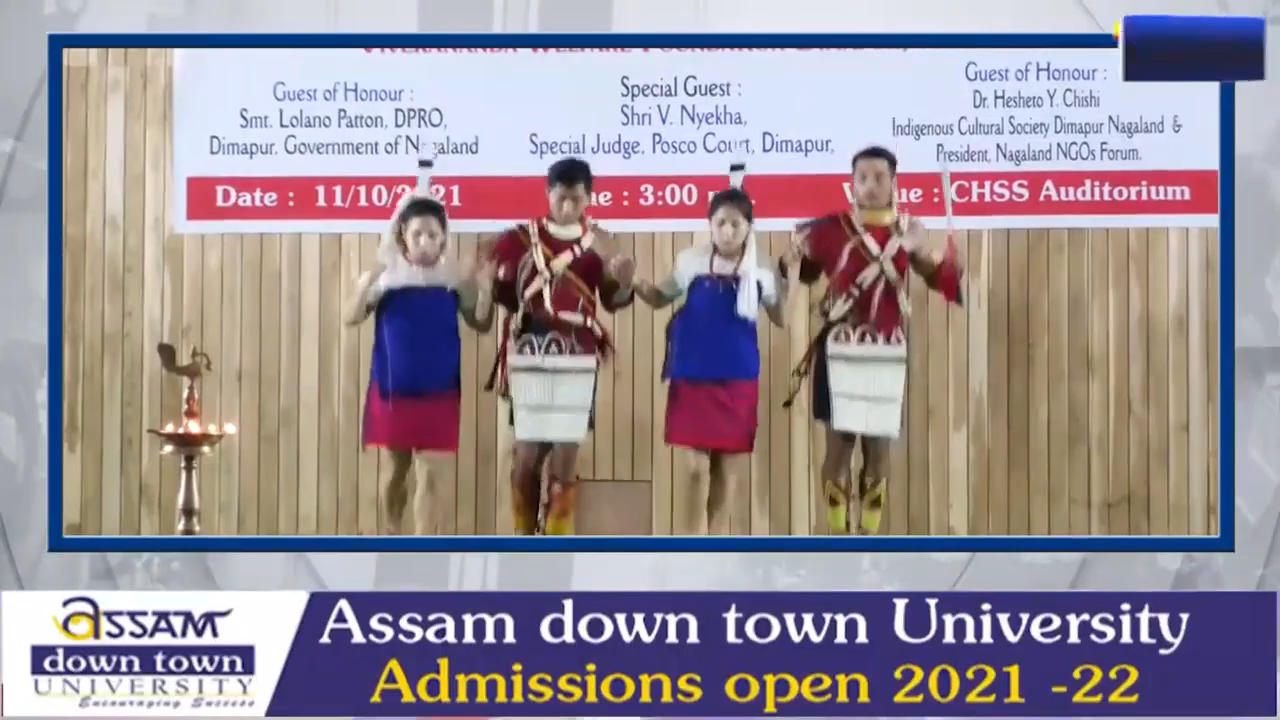 Guest of Honour :
Smt. Lolano Patton, DPRO,
Dimapur, Government of Nagaland
Special Guest :
Shri V. Nyekha,
Special Judge, Posco Court, Dimapur,
Guest of Honour :
Dr. Hesheto Y. Chishi
Indigenous Cultural Society Dimapur Nagaland &
President, Nagaland NGOs Forum.
Date : 11/10/2021
: 3:00
: CHSS Auditorium
ASSAM
down town
UNIVERSITY
Encouraging Success
Assam down town University
Admissions open 2021 -22